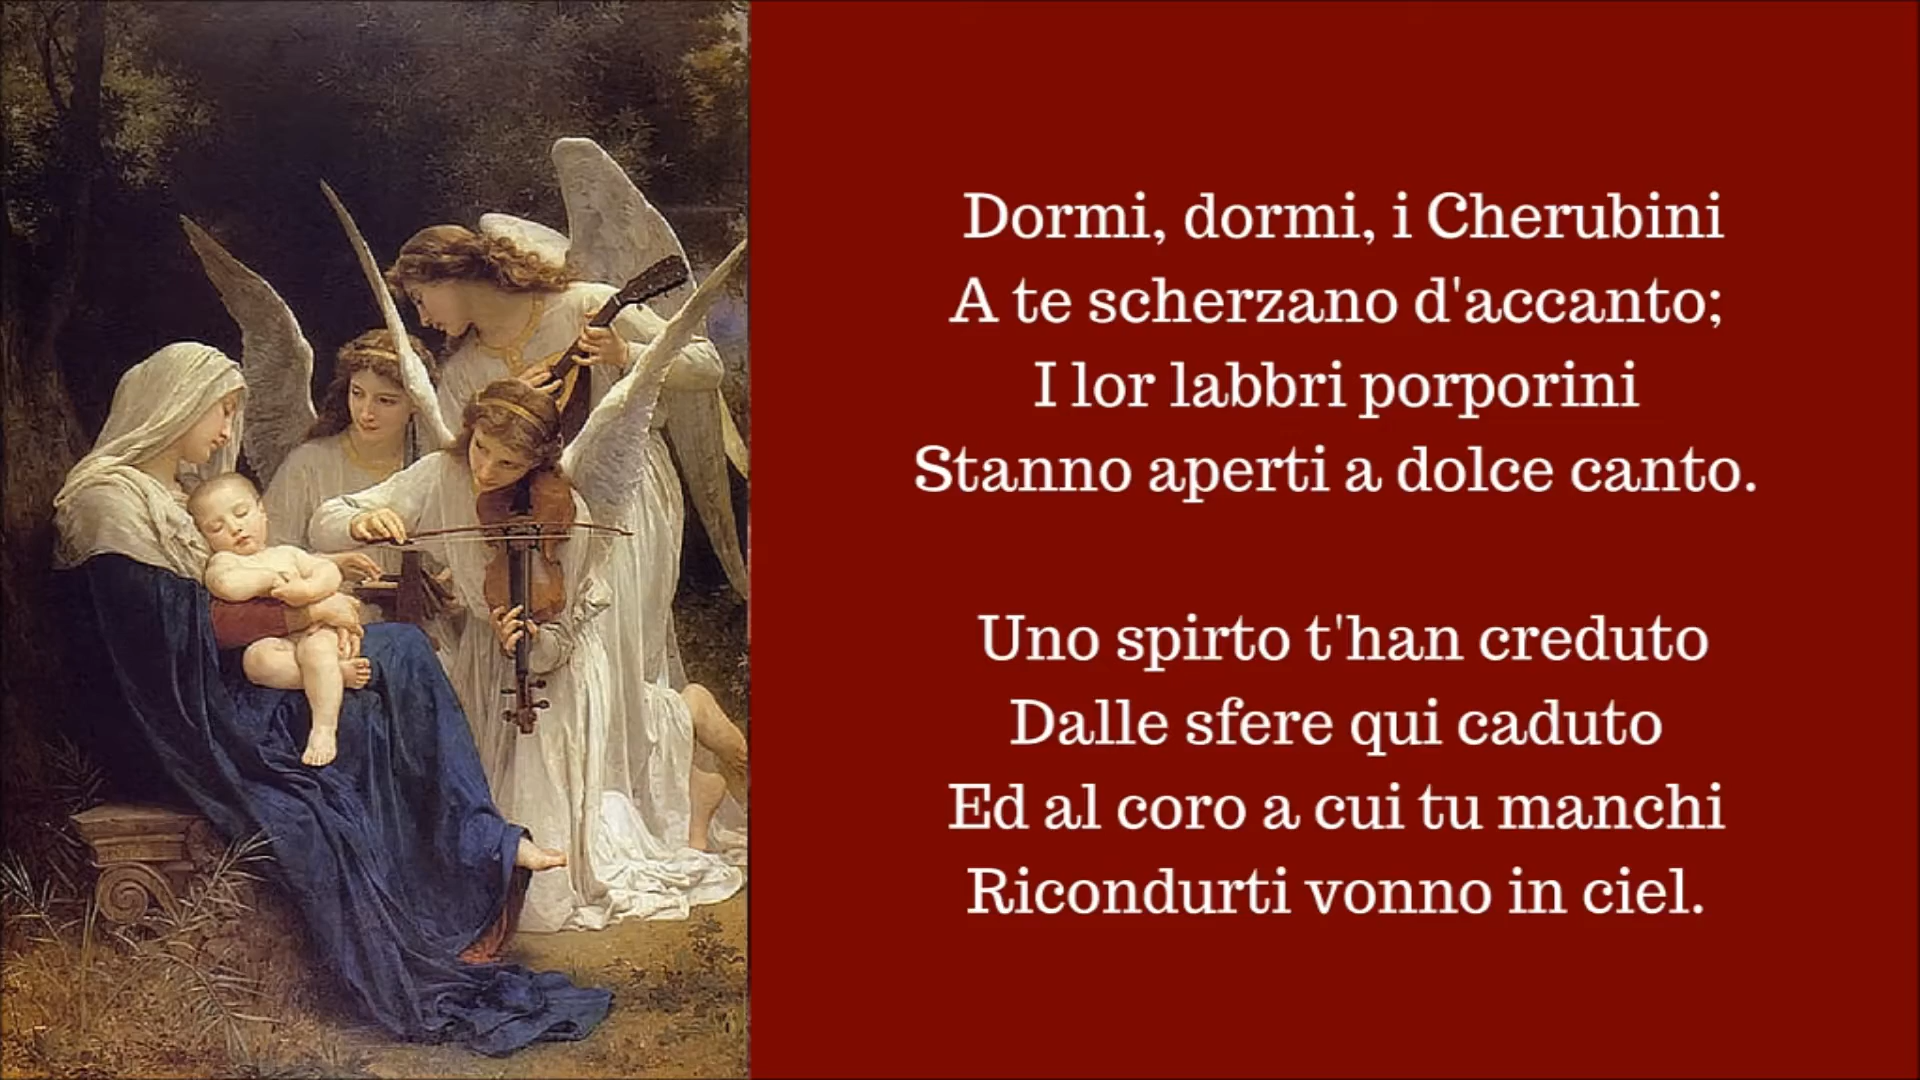 Dormi, dormi, i Cherubini
A te scherzano d'accanto;
I lor labbri porporini
Stanno aperti a dolce canto.
Uno spirto t'han creduto
Dalle sfere qui caduto
Ed al coro a cui tu manchi
Ricondurti vonno in ciel.